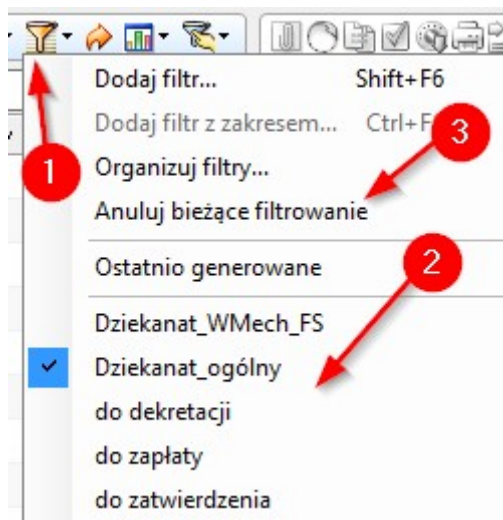 Dodaj filtr... Shift+F6
Dodaj filtr z zakresem... Ctrl+F
3
1
Organizuj filtry...
Anuluj bieżące filtrowanie
Ostatnio generowane
2
Dziekanat_WMech_FS
Dziekanat_ogólny
do dekretacji
do zapłaty
do zatwierdzenia